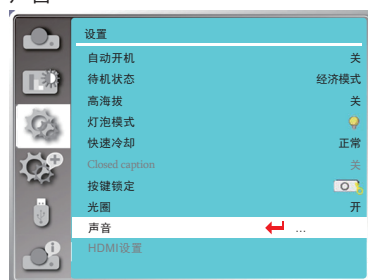 设置
自动开机 关
待机状态 经济模式
高海拔 关
灯泡模式
快速冷却 正常
Closed caption 关
按键锁定
光圈 开
声音 ...
HDMI设置